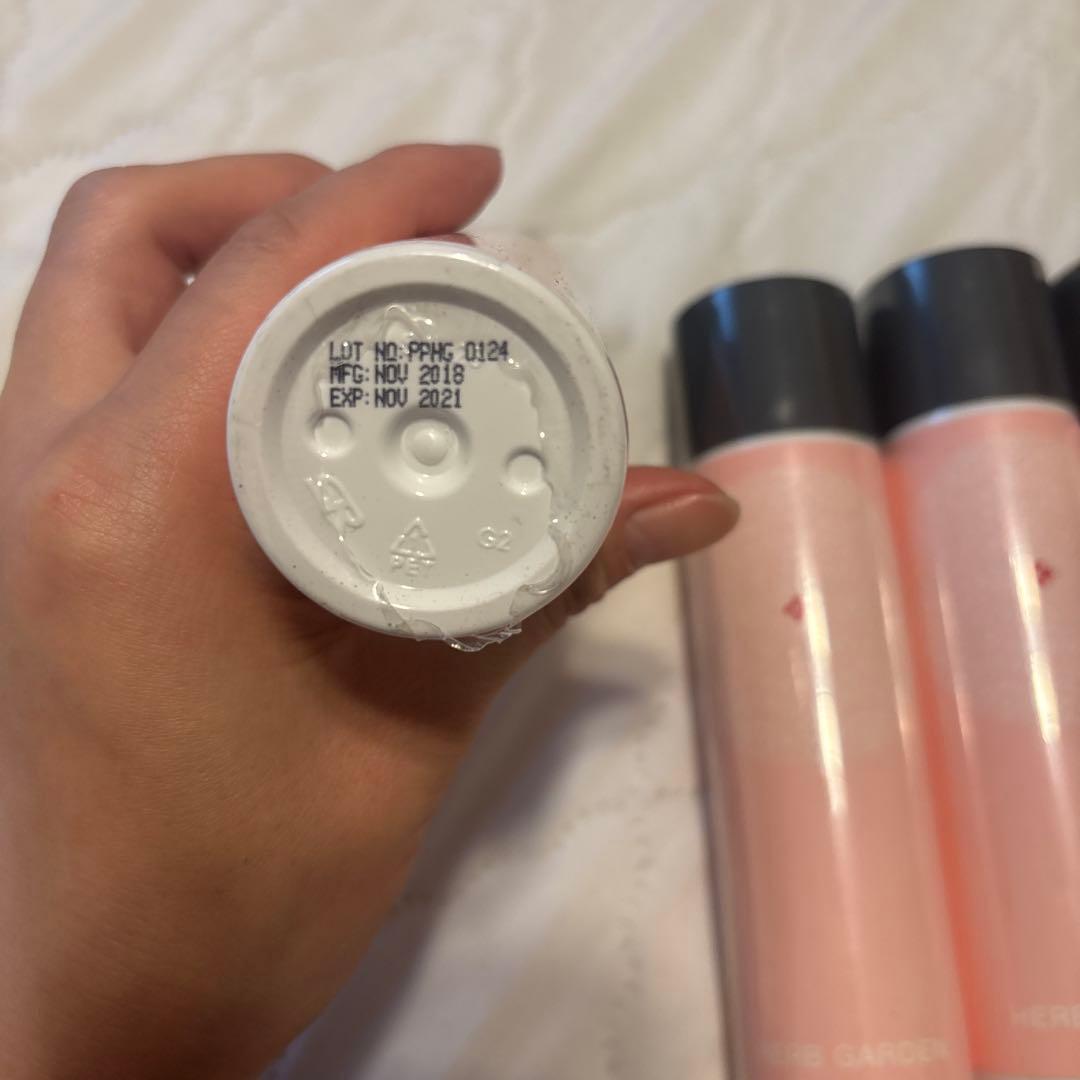 LOT NO: PPHG 0124
MFG: NOV 2018
EXP: NOV 2021
PET
G2
HERB GARDEN
HERB